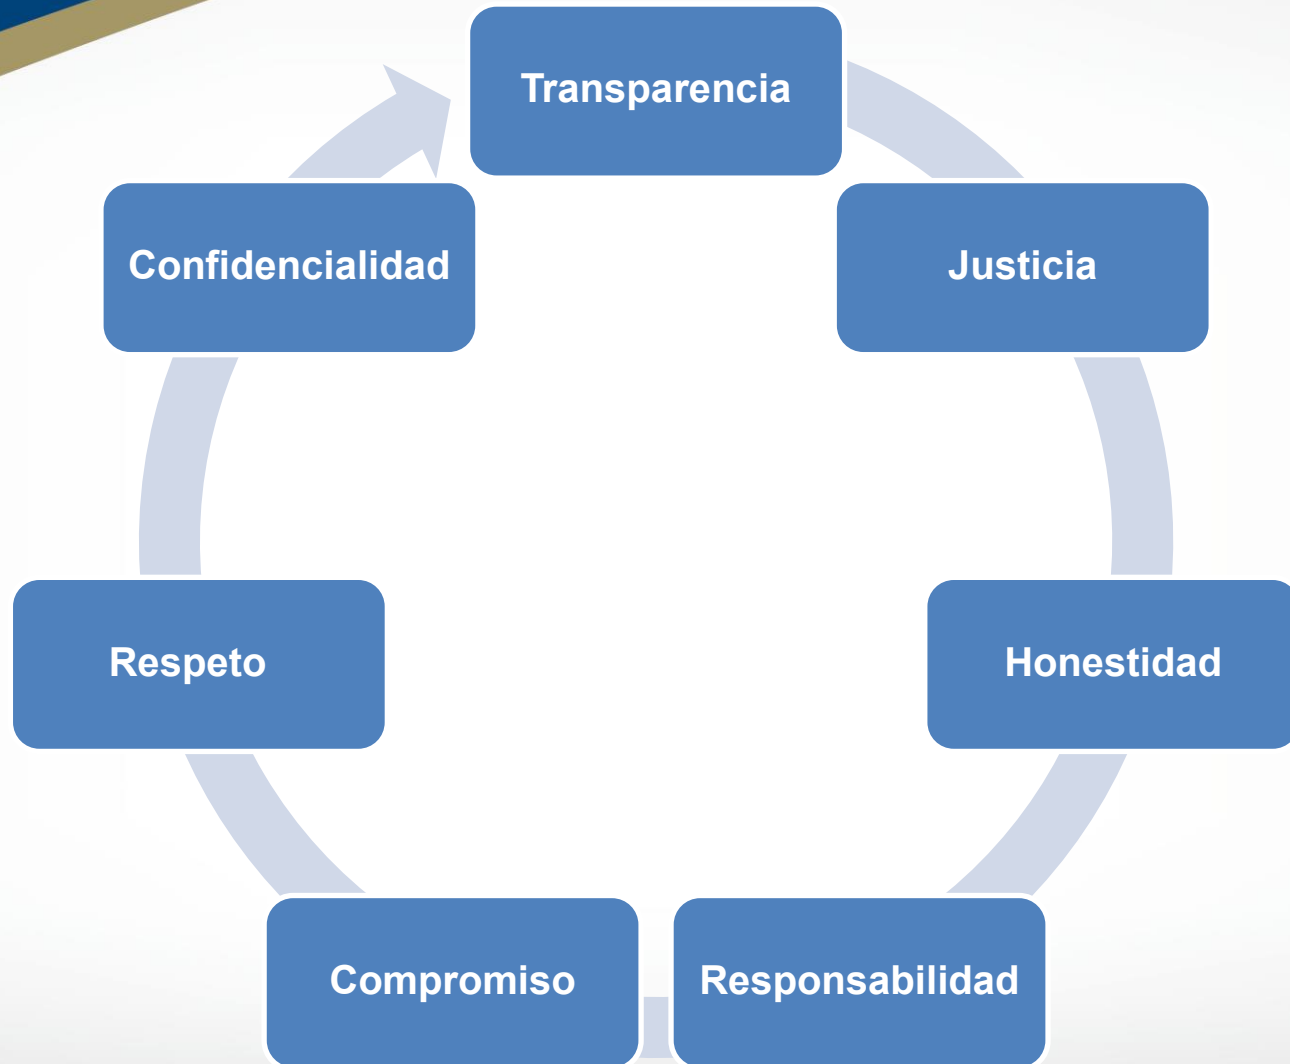 Transparencia
Justicia
Honestidad
Responsabilidad
Compromiso
Respeto
Confidencialidad